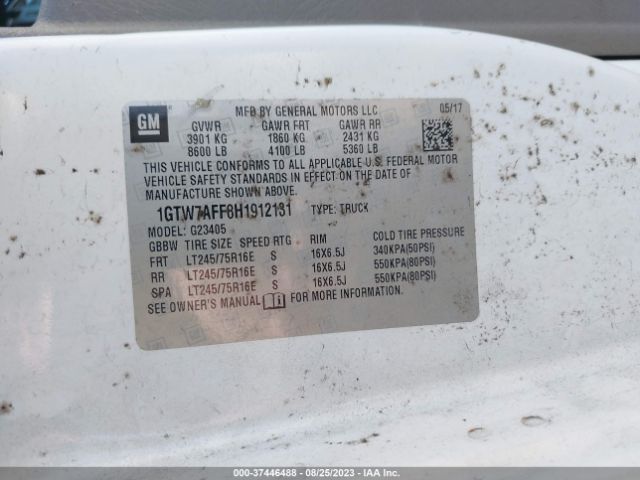 GM
MFD BY GENERAL MOTORS LLC 05/17
GVWR GAWR FRT GAWR RR
3901 KG 1860 KG 2431 KG
8600 LB 4100 LB 5360 LB
THIS VEHICLE CONFORMS TO ALL APPLICABLE U.S. FEDERAL MOTOR
VEHICLE SAFETY STANDARDS IN EFFECT ON THE DATE OF
MANUFACTURE SHOWN ABOVE.
1GTW7AFF8H1912131 TYPE: TRUCK
MODEL: G23405
GBBW TIRE SIZE SPEED RTG RIM COLD TIRE PRESSURE
FRT LT245/75R16E S 16X6.5J 340KPA(50PSI)
RR LT245/75R16E S 16X6.5J 550KPA(80PSI)
SPA LT245/75R16E S 16X6.5J 550KPA(80PSI)
SEE OWNER'S MANUAL FOR MORE INFORMATION.
000-37446488 - 08/25/2023 - IAA Inc.